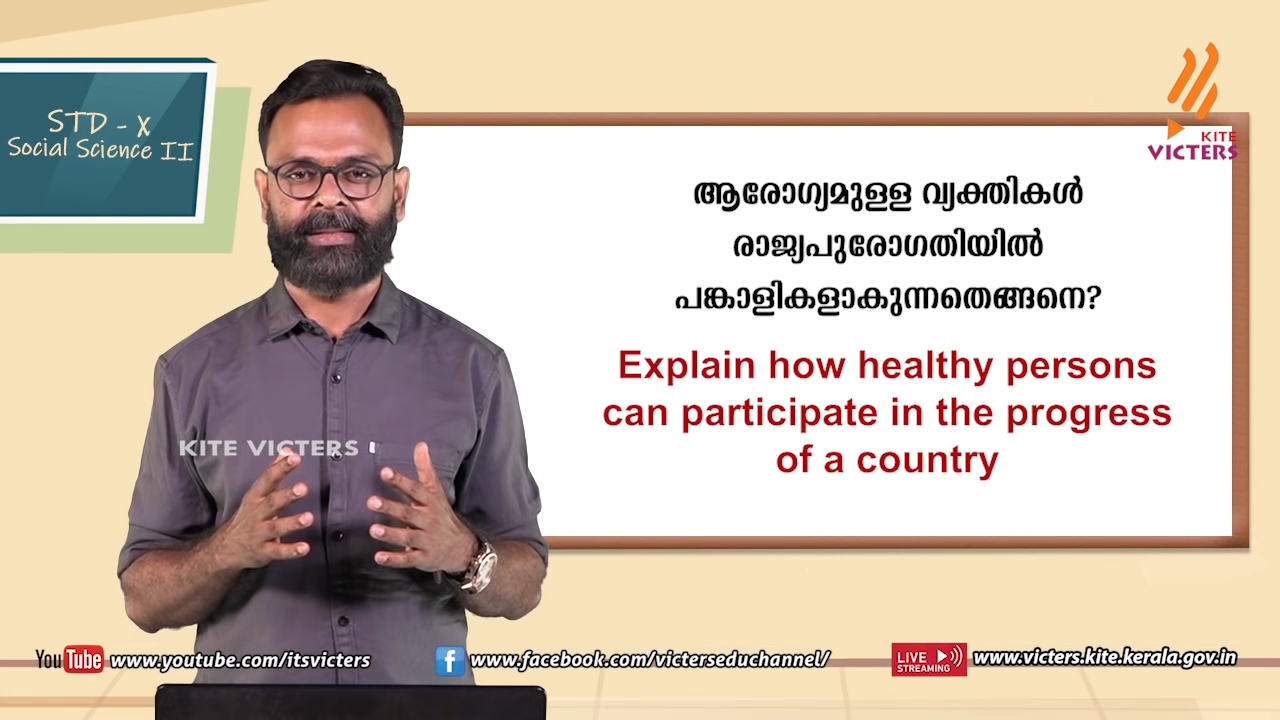 STD - X
Social Science II
KITE
VICTERS
ആരോഗ്യമുളള വ്യക്തികൾ
രാജ്യപുരോഗതിയിൽ
പങ്കാളികളാകുന്നതെങ്ങനെ?
Explain how healthy persons
can participate in the progress
of a country
KITE VICTERS
YouTube www.youtube.com/itsvicters
f www.facebook.com/victerseduchannel/
LIVE
STREAMING
www.victers.kite.kerala.gov.in